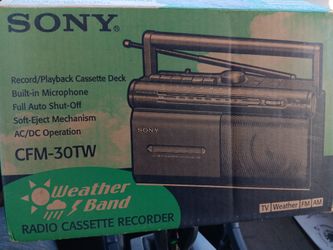 SONY
Record/Playback Cassette Deck
Built-in Microphone
Full Auto Shut-Off
Soft-Eject Mechanism
AC/DC Operation
CFM-30TW
SONY
Weather
Band
RADIO CASSETTE RECORDER
TV Weather FM AM